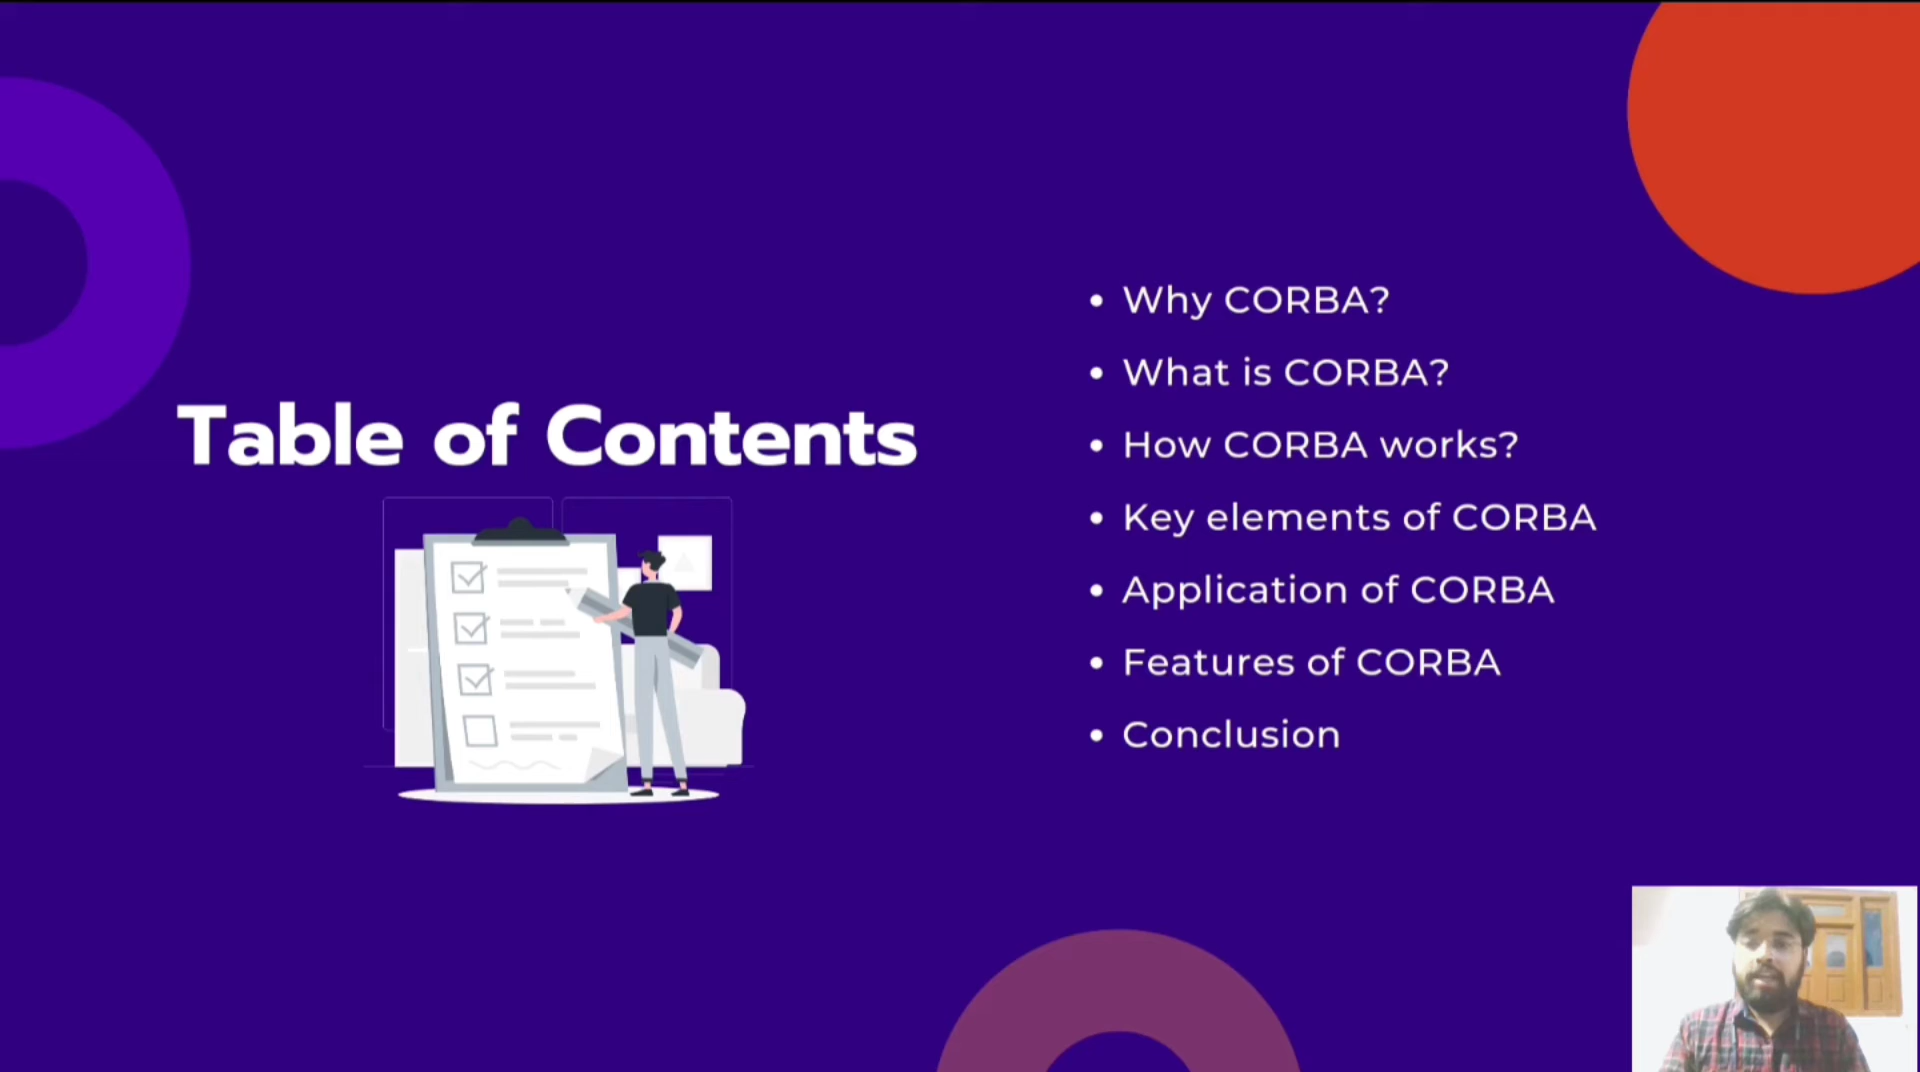 Table of Contents
• Why CORBA?
• What is CORBA?
• How CORBA works?
• Key elements of CORBA
• Application of CORBA
• Features of CORBA
• Conclusion